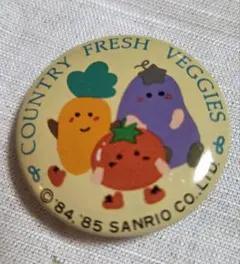 COUNTRY FRESH VEGGIES
©'84, '85 SANRIO CO., LTD.